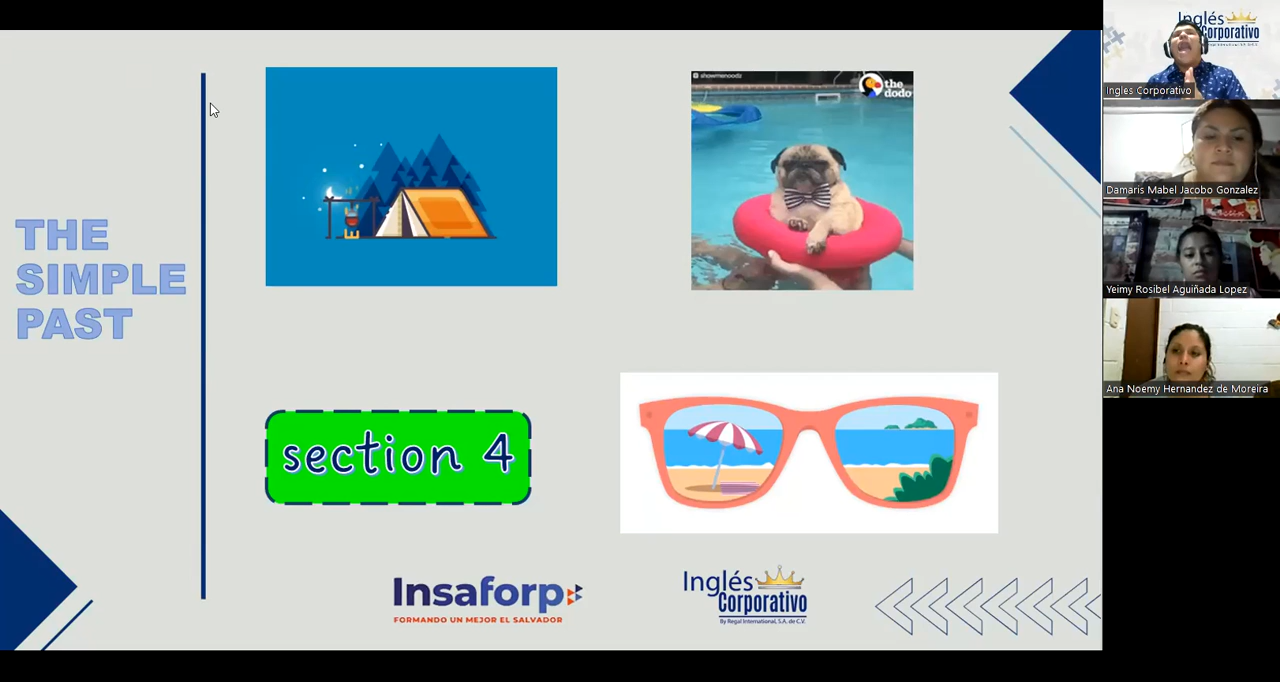 THE
SIMPLE
PAST
showmenoodz
the
dodo
section 4
Insaforp
FORMANDO UN MEJOR EL SALVADOR
Inglés
Corporativo
By Regal International, S.A. de C.V.
Inglés
Corporativo
Ingles Corporativo
Damaris Mabel Jacobo Gonzalez
Yeimy Rosibel Aguiñada Lopez
Ana Noemy Hernandez de Moreira